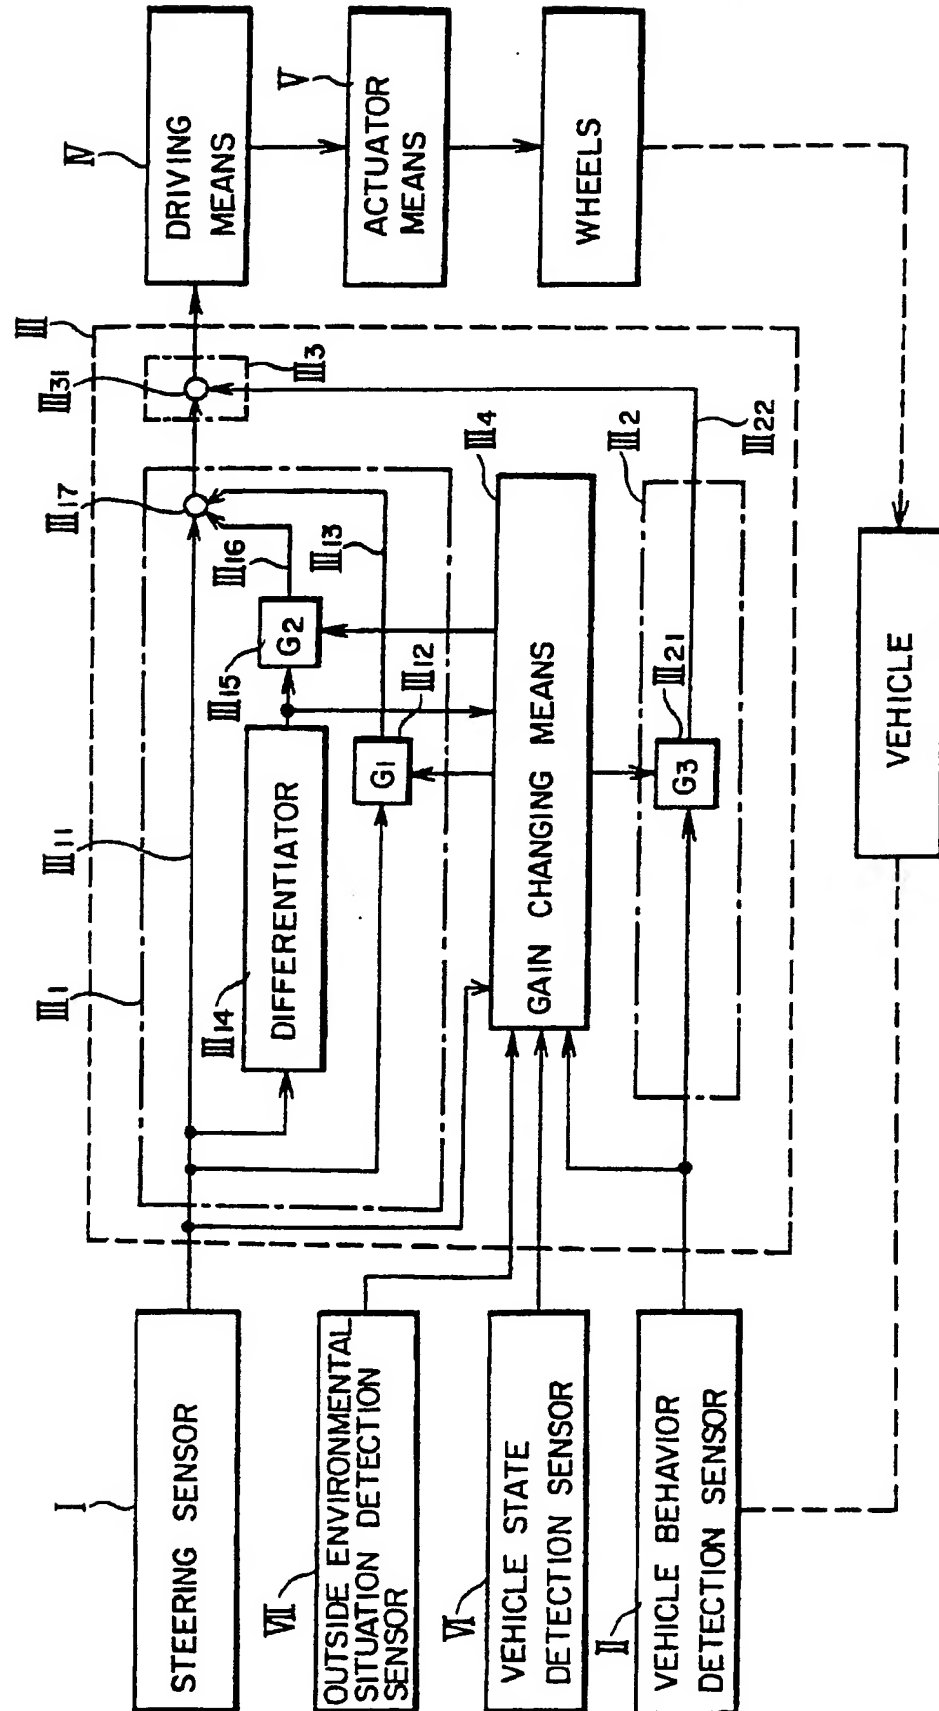 I
STEERING SENSOR
VII
OUTSIDE ENVIRONMENTAL
SITUATION DETECTION
SENSOR
VI
VEHICLE STATE
DETECTION SENSOR
II
VEHICLE BEHAVIOR
DETECTION SENSOR
III
III1
III11
III14
DIFFERENTIATOR
III15
G2
III16
III12
G1
III13
III17
III31
III3
III4
GAIN CHANGING MEANS
III2
III21
G3
III22
IV
DRIVING
MEANS
V
ACTUATOR
MEANS
WHEELS
VEHICLE